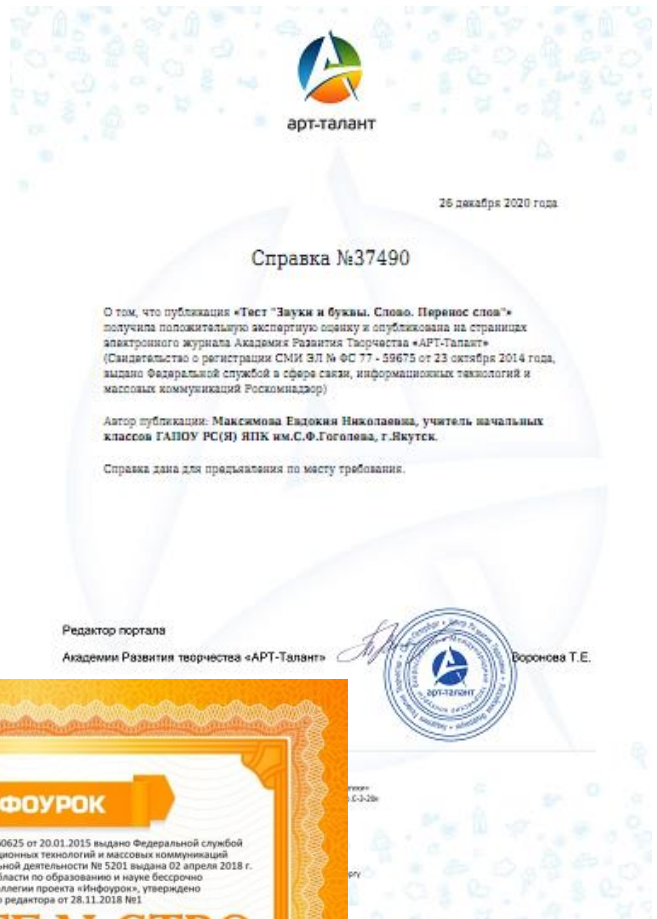 арт-талант
26 декабря 2020 года
Справка №37490
О том, что публикация «Тест "Звуки и буквы. Слово. Перенос слов"»
получила положительную экспертную оценку и опубликована на страницах
электронного журнала Академия Развития Творчества «АРТ-Талант»
(Свидетельство о регистрации СМИ ЭЛ № ФС 77 - 59675 от 23 октября 2014 года,
выдано Федеральной службой в сфере связи, информационных технологий и
массовых коммуникаций Роскомнадзор)
Автор публикации: Максимова Евдокия Николаевна, учитель начальных
классов ГАПОУ РС(Я) ЯПК им.С.Ф.Гоголева, г.Якутск.
Справка дана для предъявления по месту требования.
Редактор портала
Академии Развития творчества «АРТ-Талант»
Воронова Т.Е.
арт-талант
ФОУРОК
60625 от 20.01.2015 выдано Федеральной службой
ционных технологий и массовых коммуникаций
ьной деятельности № 5201 выдана 02 апреля 2018 г.
бласти по образованию и науке бессрочно
ллегии проекта «Инфоурок», утверждено
о редактора от 28.11.2018 №1